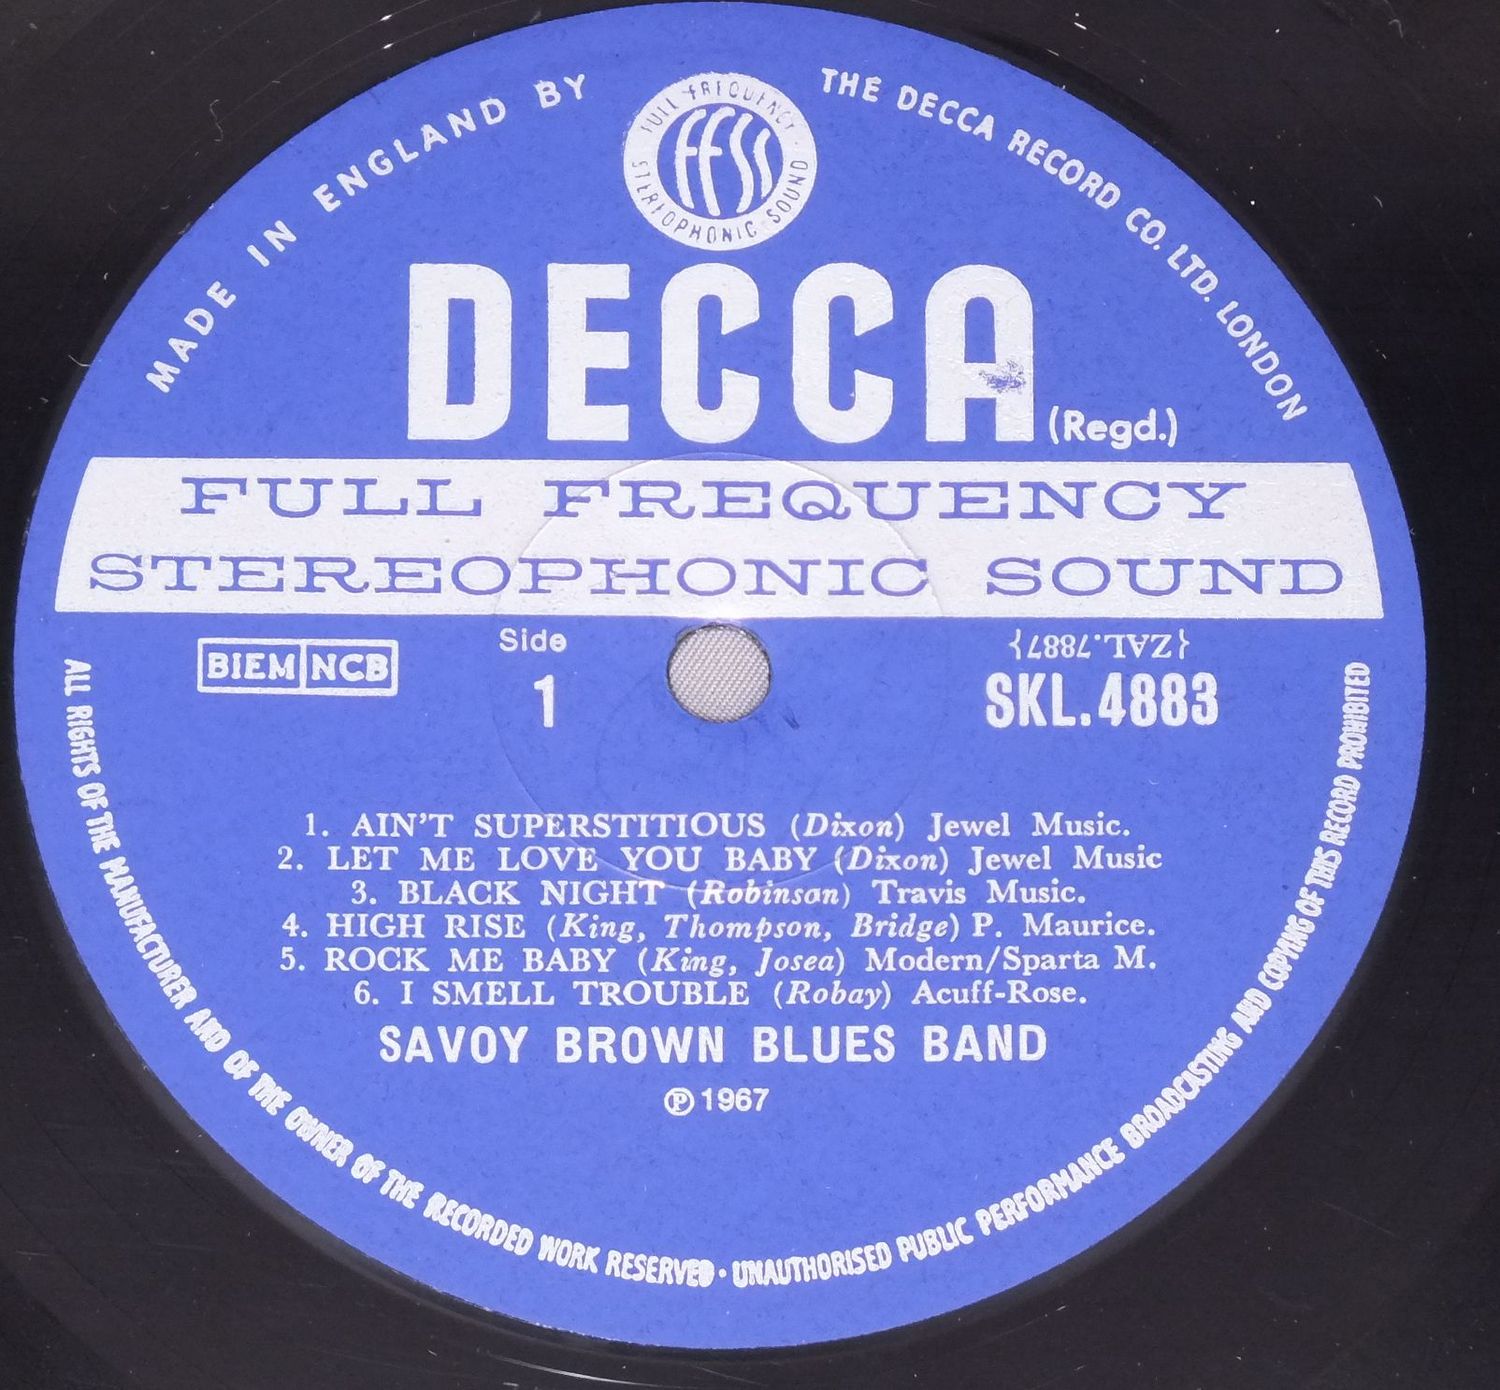 MADE IN ENGLAND BY
THE DECCA RECORD CO. LTD. LONDON
FULL FREQUENCY
STEREOPHONIC SOUND
FFSS
DECCA
(Regd.)
FULL FREQUENCY
STEREOPHONIC SOUND
BIEM NCB
Side
1
{ZAL.7887}
SKL.4883
1. AIN'T SUPERSTITIOUS (Dixon) Jewel Music.
2. LET ME LOVE YOU BABY (Dixon) Jewel Music
3. BLACK NIGHT (Robinson) Travis Music.
4. HIGH RISE (King, Thompson, Bridge) P. Maurice.
5. ROCK ME BABY (King, Josea) Modern/Sparta M.
6. I SMELL TROUBLE (Robay) Acuff-Rose.
SAVOY BROWN BLUES BAND
℗ 1967
ALL RIGHTS OF THE MANUFACTURER AND OF THE OWNER OF THE RECORDED WORK RESERVED · UNAUTHORISED PUBLIC PERFORMANCE BROADCASTING AND COPYING OF THIS RECORD PROHIBITED